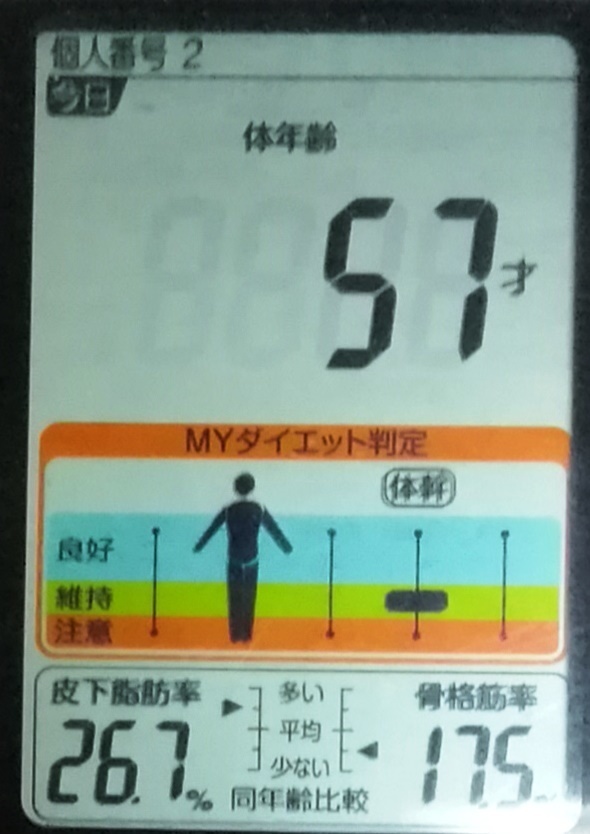 個人番号 2
今日
体年齢
57才
MYダイエット判定
体幹
良好
維持
注意
皮下脂肪率
多い
骨格筋率
平均
少ない
26.7%
17.5
同年齢比較